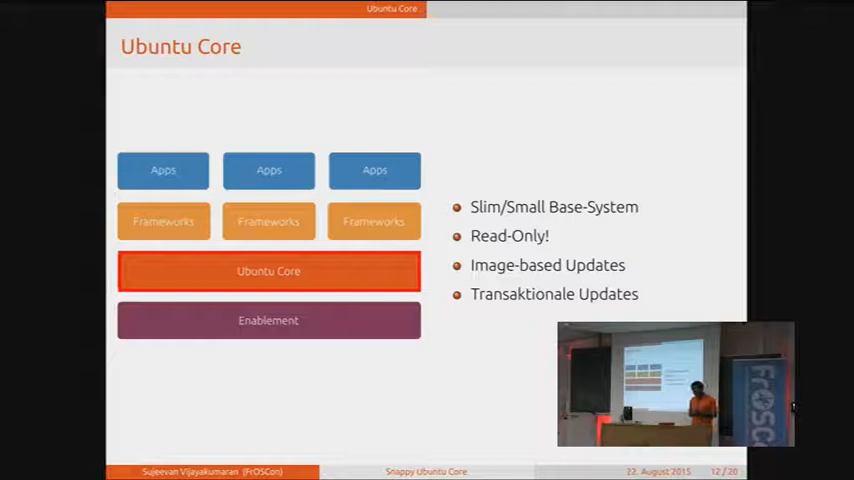 Ubuntu Core
Ubuntu Core
Apps Apps Apps
Frameworks Frameworks Frameworks
Ubuntu Core
Enablement
Slim/Small Base-System
Read-Only!
Image-based Updates
Transaktionale Updates
FrOSCon
Sujeevan Vijayakumaran (FrOSCon) Snappy Ubuntu Core 22. August 2015 12 / 20